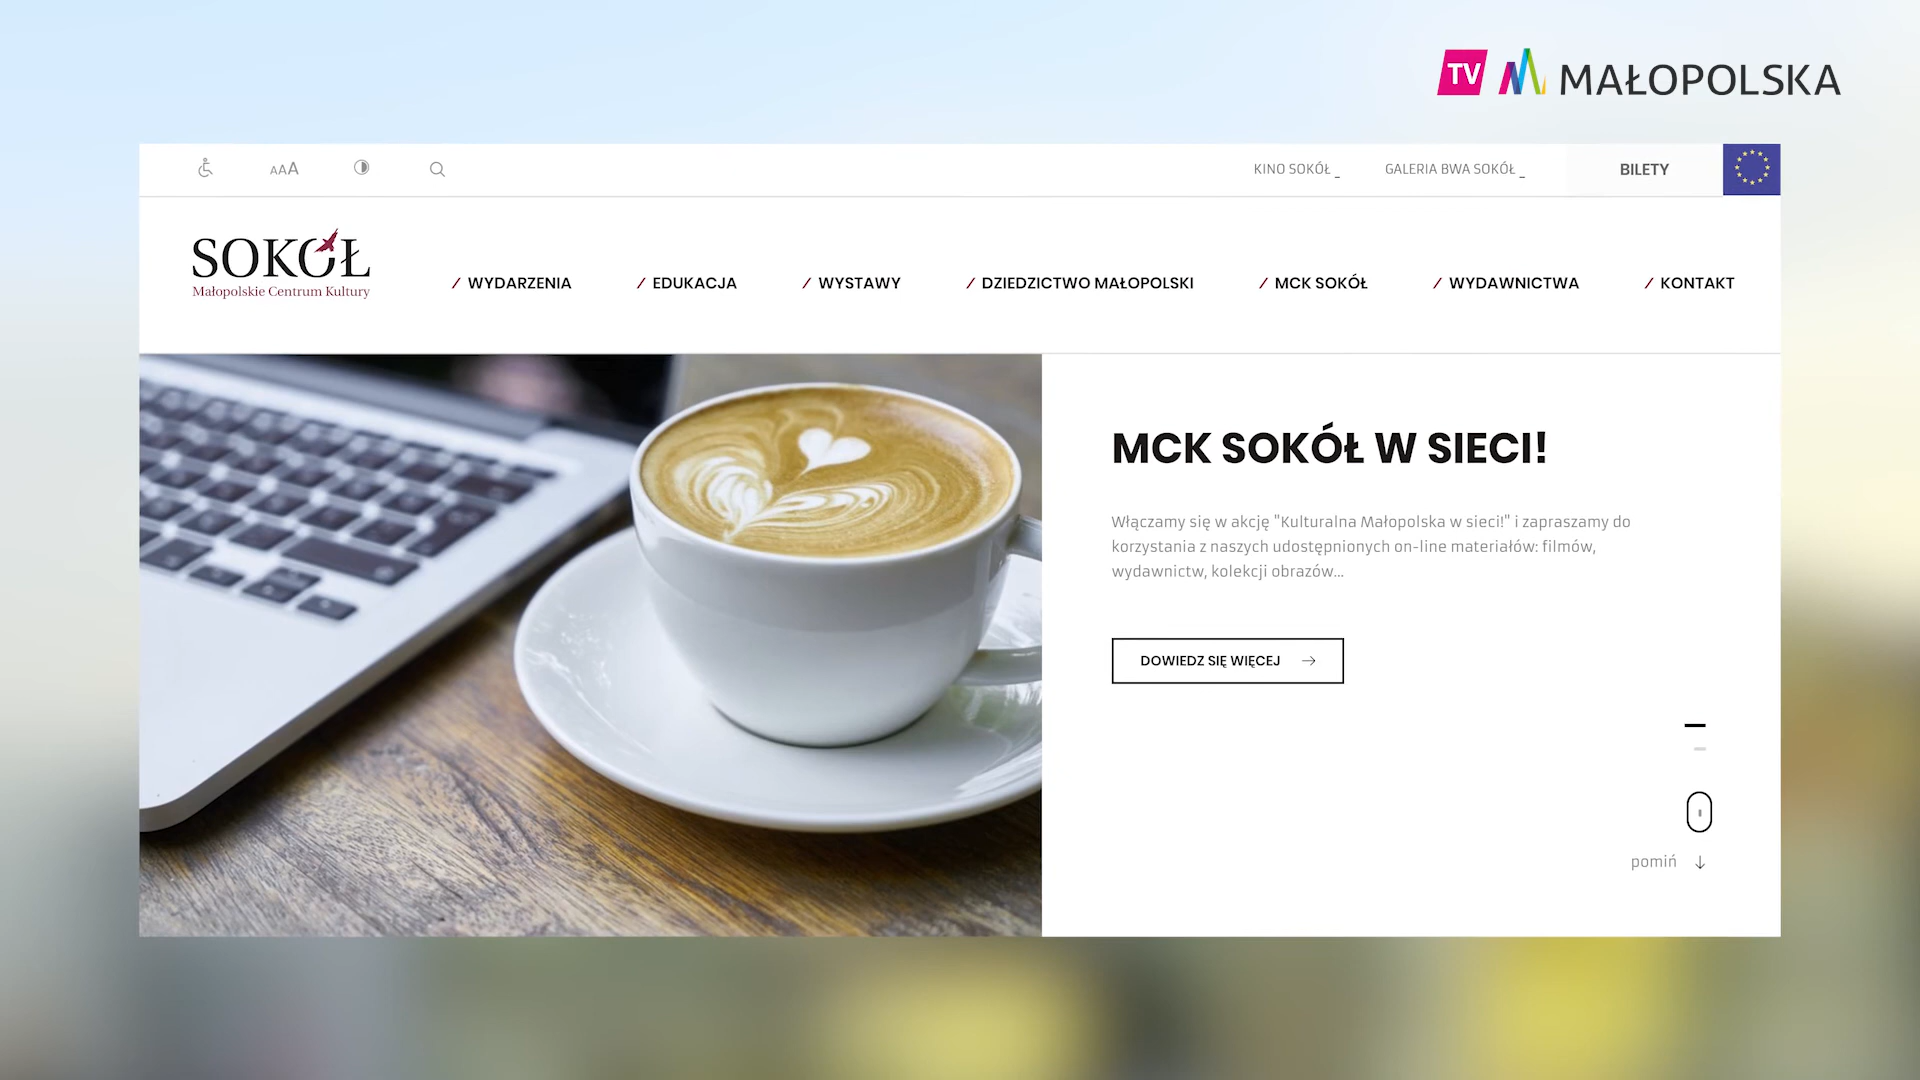 TV MAŁOPOLSKA
AAA
KINO SOKÓŁ
GALERIA BWA SOKÓŁ
BILETY
SOKÓŁ
Małopolskie Centrum Kultury
/ WYDARZENIA
/ EDUKACJA
/ WYSTAWY
/ DZIEDZICTWO MAŁOPOLSKI
/ MCK SOKÓŁ
/ WYDAWNICTWA
/ KONTAKT
MCK SOKÓŁ W SIECI!
Włączamy się w akcję "Kulturalna Małopolska w sieci!" i zapraszamy do
korzystania z naszych udostępnionych on-line materiałów: filmów,
wydawnictw, kolekcji obrazów...
DOWIEDZ SIĘ WIĘCEJ
pomiń